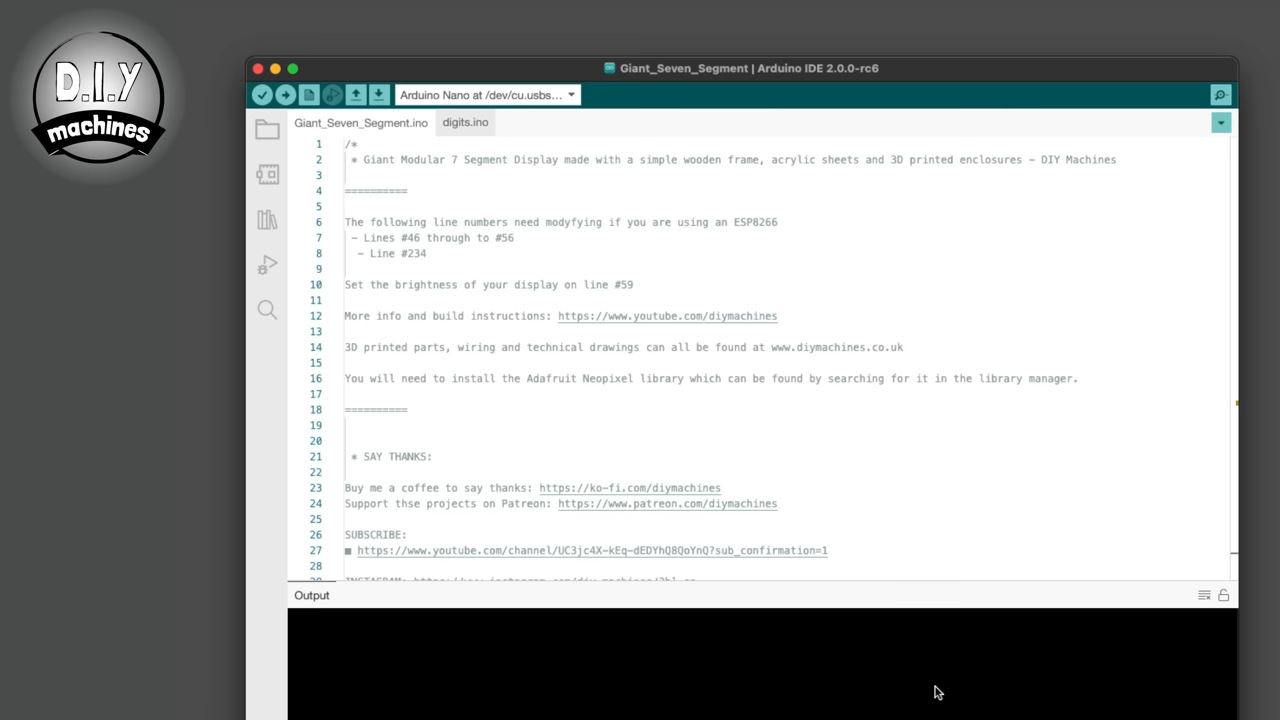 D.I.Y
machines
Giant_Seven_Segment | Arduino IDE 2.0.0-rc6
Arduino Nano at /dev/cu.usbs...
Giant_Seven_Segment.ino
digits.ino
1 /*
2 * Giant Modular 7 Segment Display made with a simple wooden frame, acrylic sheets and 3D printed enclosures - DIY Machines
3
4 ==========
5
6 The following line numbers need modyfying if you are using an ESP8266
7 - Lines #46 through to #56
8 - Line #234
9
10 Set the brightness of your display on line #59
11
12 More info and build instructions: https://www.youtube.com/diymachines
13
14 3D printed parts, wiring and technical drawings can all be found at www.diymachines.co.uk
15
16 You will need to install the Adafruit Neopixel library which can be found by searching for it in the library manager.
17
18 ==========
19
20
21 * SAY THANKS:
22
23 Buy me a coffee to say thanks: https://ko-fi.com/diymachines
24 Support thse projects on Patreon: https://www.patreon.com/diymachines
25
26 SUBSCRIBE:
27 ■ https://www.youtube.com/channel/UC3jc4X-kEq-dEDYhQ8QoYnQ?sub_confirmation=1
28
29 INSTAGRAM:
Output